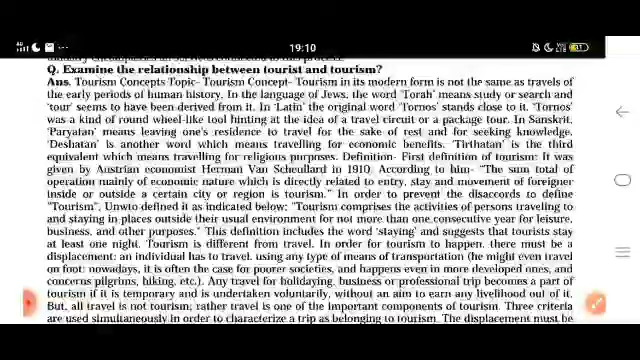 19:10
Q. Examine the relationship between tourist and tourism?
Ans. Tourism Concepts Topic- Tourism Concept - Tourism in its modern form is not the same as travels of
the early periods of human history. In the language of Jews, the word 'Torah' means study or search and
'tour' seems to have been derived from it. In 'Latin' the original word 'Tornos' stands close to it. 'Tornos'
was a kind of round wheel-like tool hinting at the idea of a travel circuit or a package tour. In Sanskrit,
'Paryatan' means leaving one's residence to travel for the sake of rest and for seeking knowledge.
'Deshatan' is another word which means travelling for economic benefits. 'Tirthatan' is the third
equivalent which means travelling for religious purposes. Definition - First definition of tourism: It was
given by Austrian economist Herman Van Scheullard in 1910. According to him- "The sum total of
operation mainly of economic nature which is directly related to entry, stay and movement of foreigner
inside or outside a certain city or region is tourism." In order to prevent the disaccords to define
"Tourism", Unwto defined it as indicated below: "Tourism comprises the activities of persons traveling to
and staying in places outside their usual environment for not more than one consecutive year for leisure,
business, and other purposes." This definition includes the word 'staying' and suggests that tourists stay
at least one night. Tourism is different from travel. In order for tourism to happen, there must be a
displacement: an individual has to travel, using any type of means of transportation (he might even travel
on foot: nowadays, it is often the case for poorer societies, and happens even in more developed ones, and
concerns pilgrims, hiking, etc.) Any travel for holidaying, business or professional trip becomes a part of
tourism if it is temporary and is undertaken voluntarily, without an aim to earn any livelihood out of it.
But, all travel is not tourism, rather travel is one of the important components of tourism. Three criteria
are used simultaneously in order to characterize a trip as belonging to tourism. The displacement must be